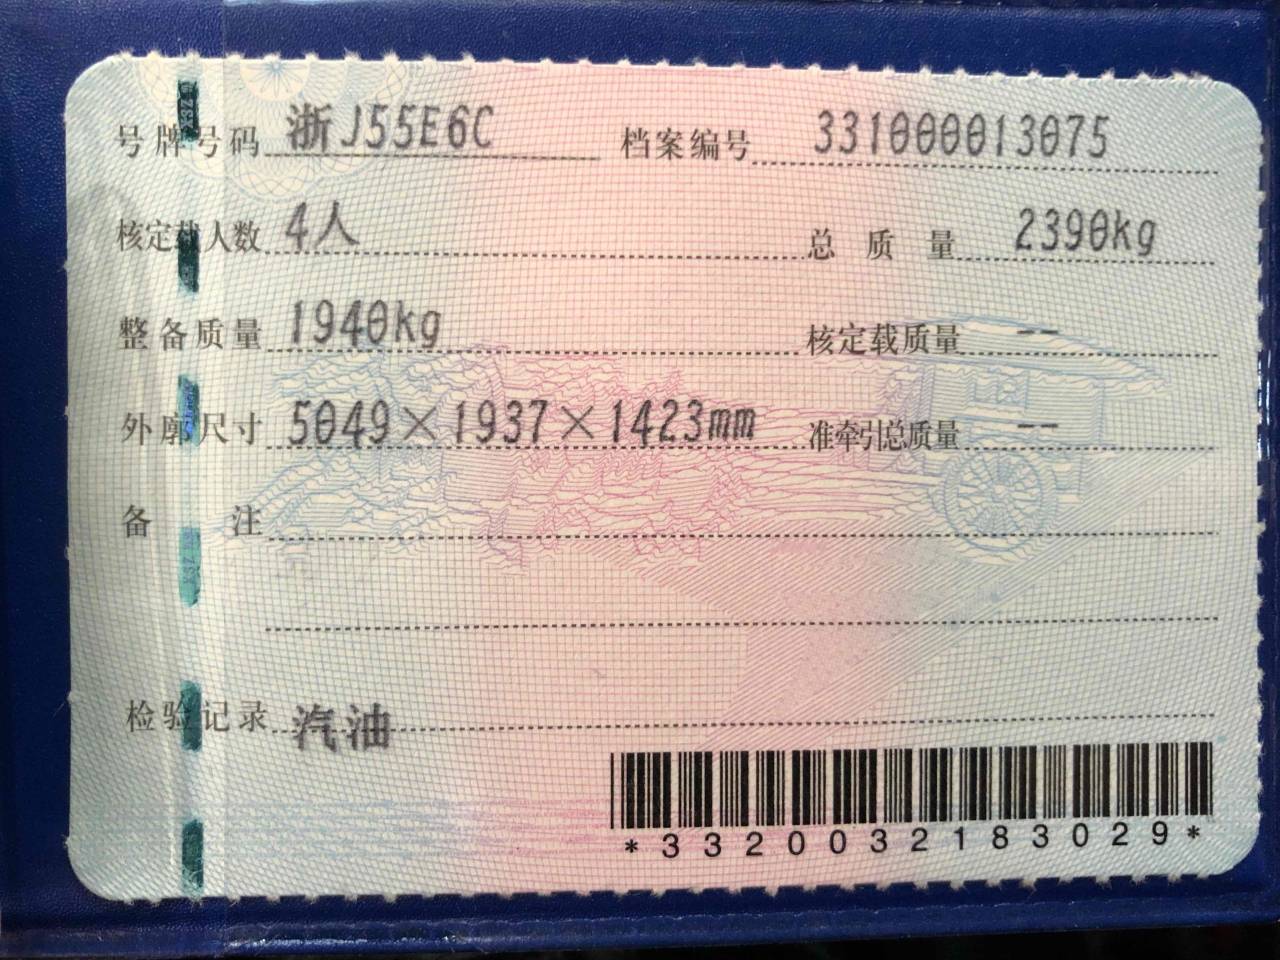 号牌号码 浙J55E6C 档案编号 331000013075
核定载人数 4人 总质量 2390kg
整备质量 1940kg 核定载质量 --
外廓尺寸 5049×1937×1423mm 准牵引总质量 --
备注
检验记录 汽油
*3320032183029*